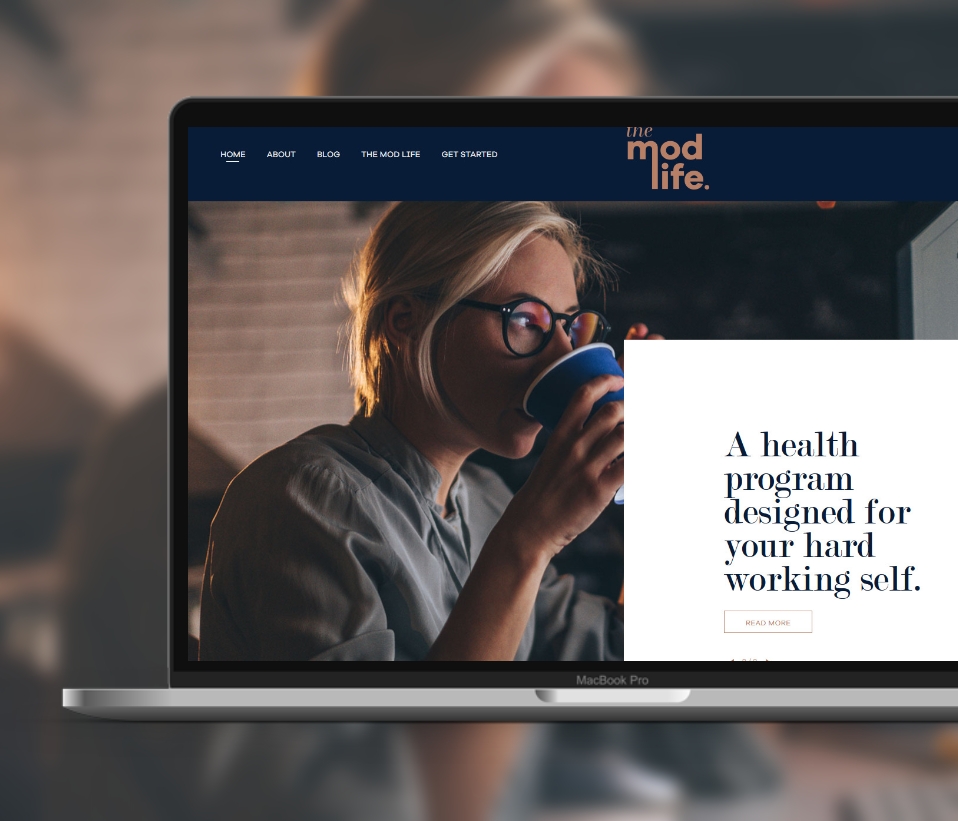 HOME ABOUT BLOG THE MOD LIFE GET STARTED
the
mod
life.
A health
program
designed for
your hard
working self.
READ MORE
MacBook Pro